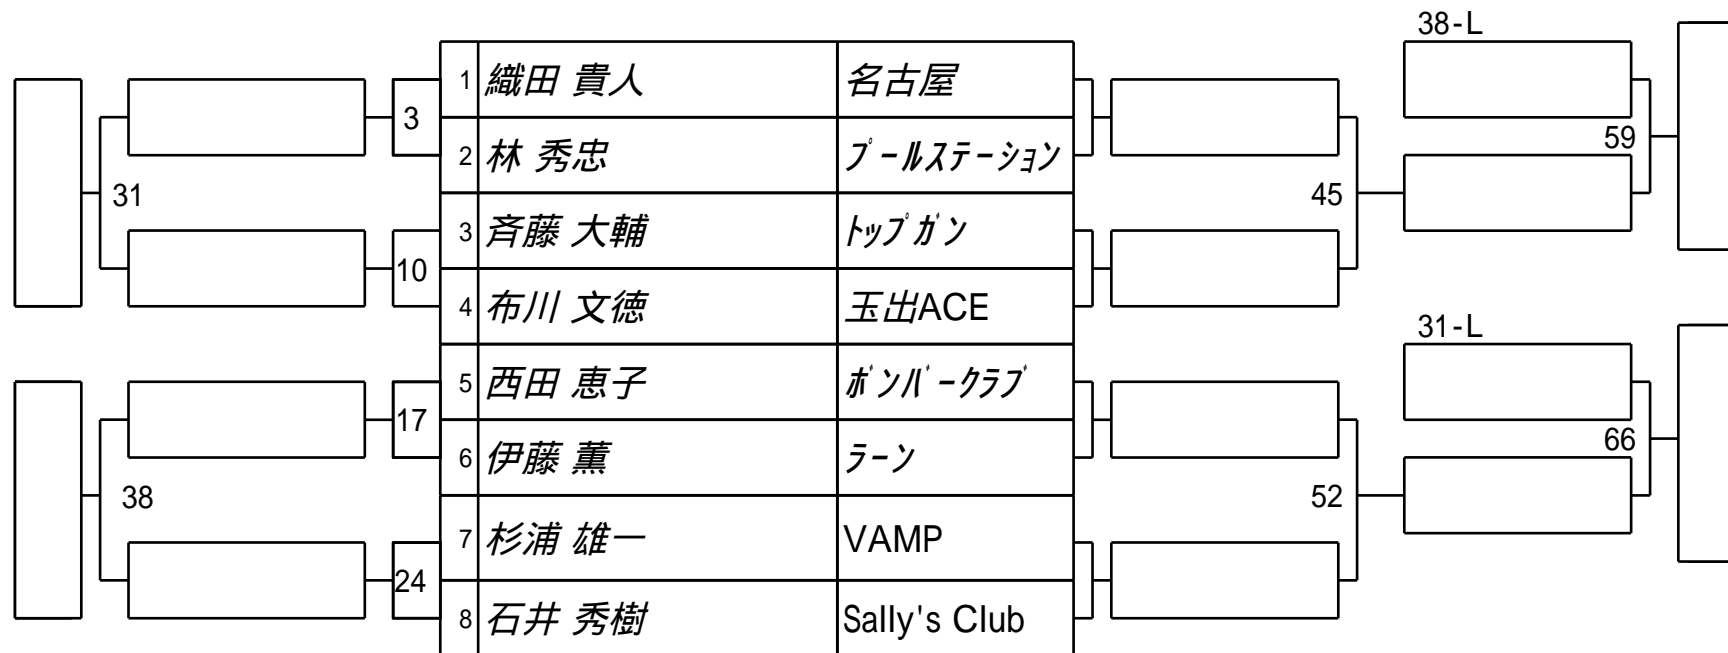 38-L
1 織田 貴人 名古屋
3
2 林 秀忠 プールステーション
59
31
45
3 斉藤 大輔 トップガン
10
4 布川 文徳 玉出ACE
31-L
5 西田 恵子 ボンバークラブ
17
66
6 伊藤 薫 ラーン
38
52
7 杉浦 雄一 VAMP
24
8 石井 秀樹 Sally's Club